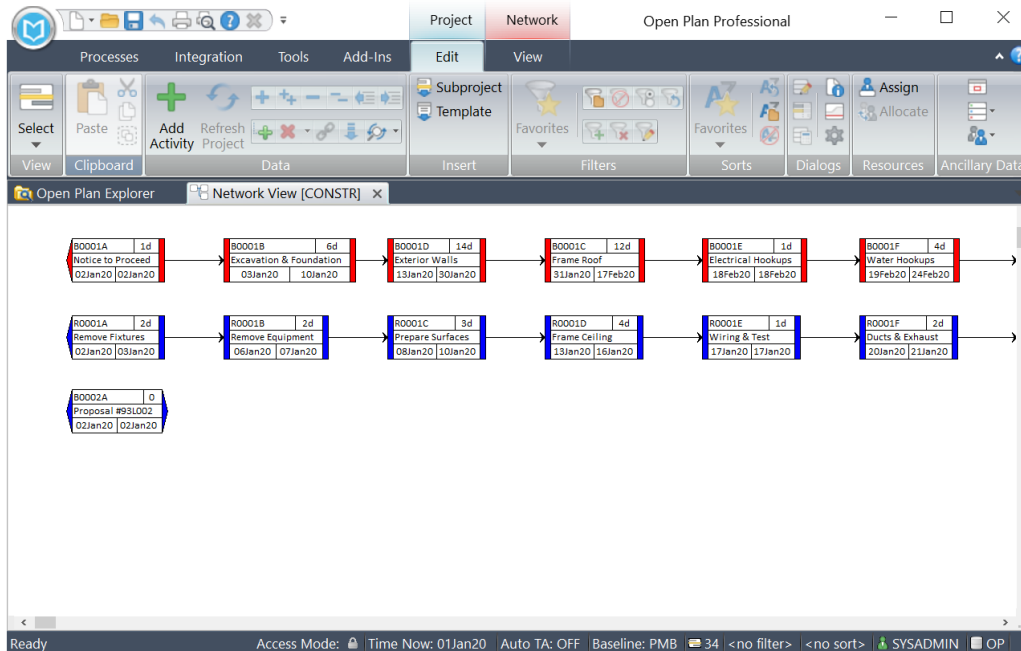 Project Network Open Plan Professional
Processes Integration Tools Add-Ins Edit View
Select Paste Add Activity Refresh Project Subproject Template Favorites Favorites Assign Allocate
View Clipboard Data Insert Filters Sorts Dialogs Resources Ancillary Data
Open Plan Explorer Network View [CONSTR]
B0001A 1d B0001B 6d B0001D 14d B0001C 12d B0001E 1d B0001F 4d
Notice to Proceed Excavation & Foundation Exterior Walls Frame Roof Electrical Hookups Water Hookups
02Jan20 02Jan20 03Jan20 10Jan20 13Jan20 30Jan20 31Jan20 17Feb20 18Feb20 18Feb20 19Feb20 24Feb20
R0001A 2d R0001B 2d R0001C 3d R0001D 4d R0001E 1d R0001F 2d
Remove Fixtures Remove Equipment Prepare Surfaces Frame Ceiling Wiring & Test Ducts & Exhaust
02Jan20 03Jan20 06Jan20 07Jan20 08Jan20 10Jan20 13Jan20 16Jan20 17Jan20 17Jan20 20Jan20 21Jan20
B0002A 0
Proposal #93L002
02Jan20 02Jan20
Ready Access Mode: Time Now: 01Jan20 Auto TA: OFF Baseline: PMB 34 <no filter> <no sort> SYSADMIN OP